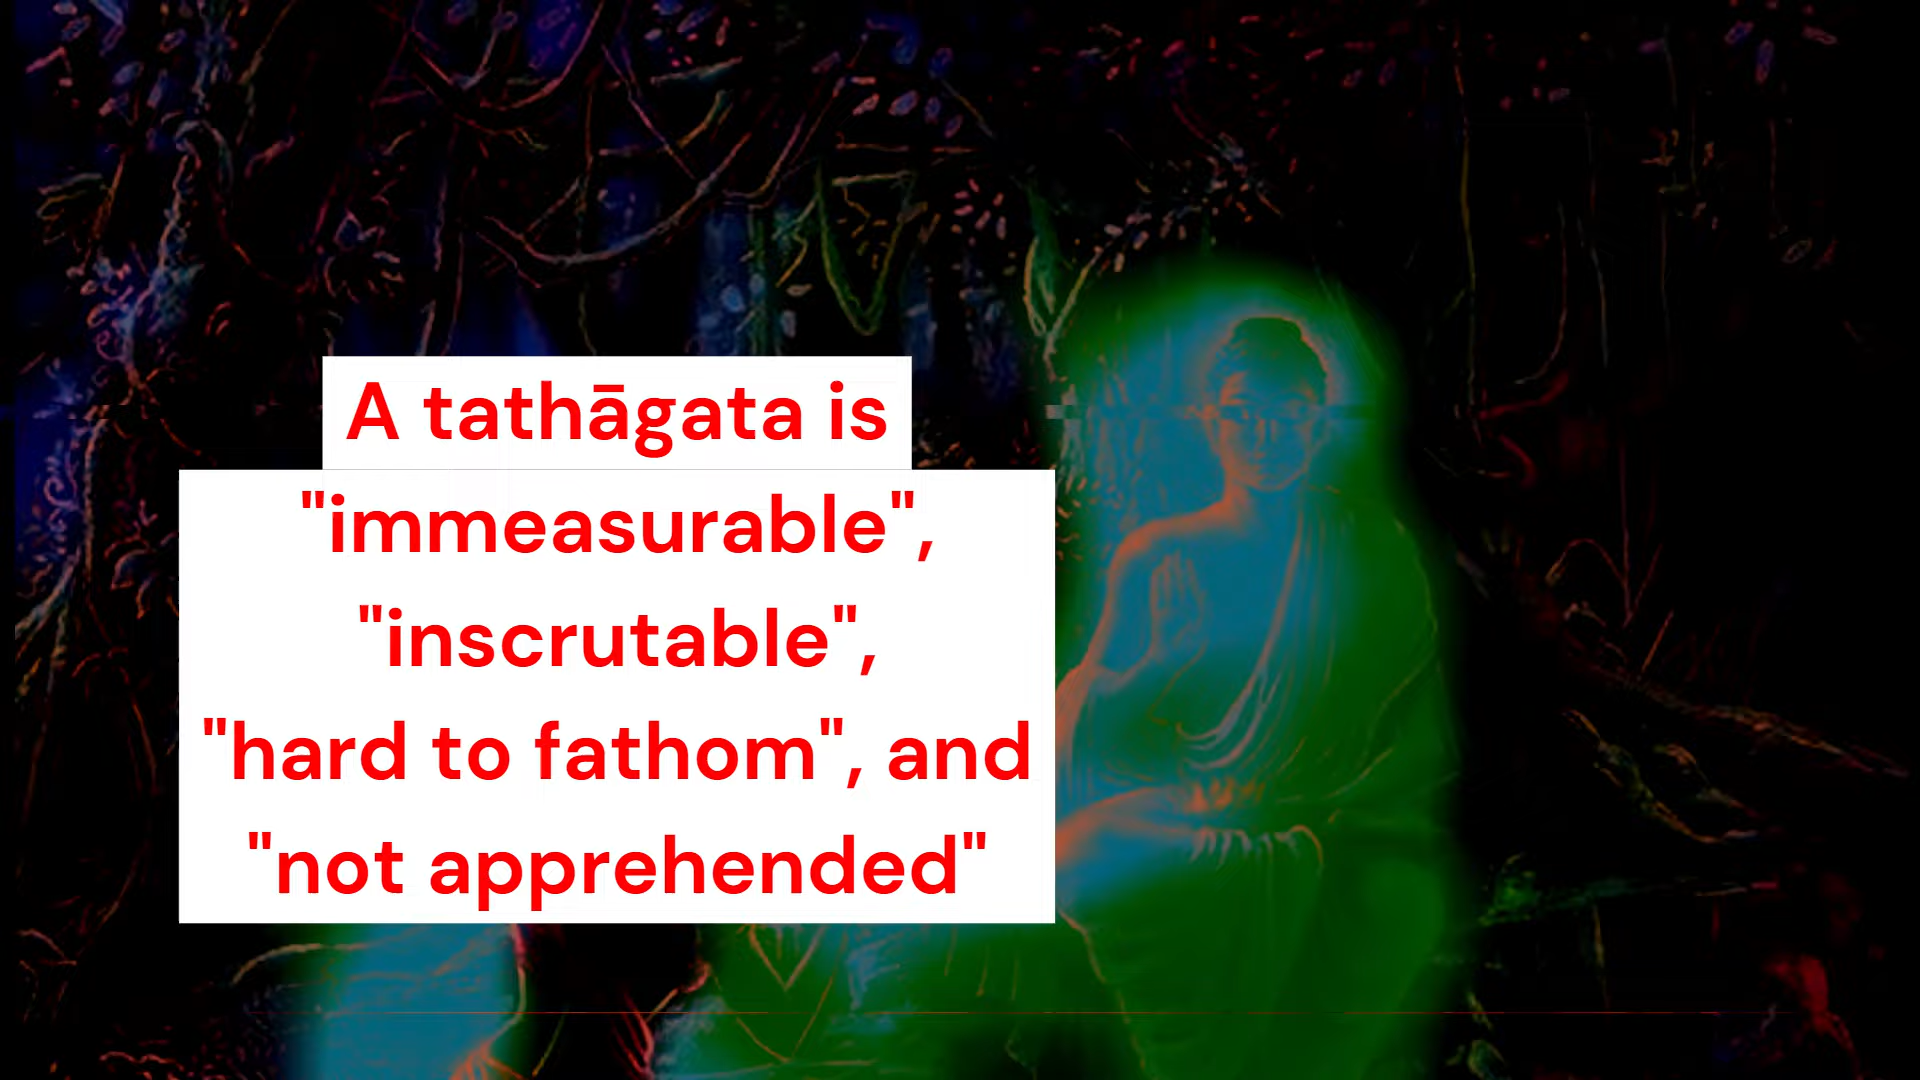 A tathāgata is
"immeasurable",
"inscrutable",
"hard to fathom", and
"not apprehended"